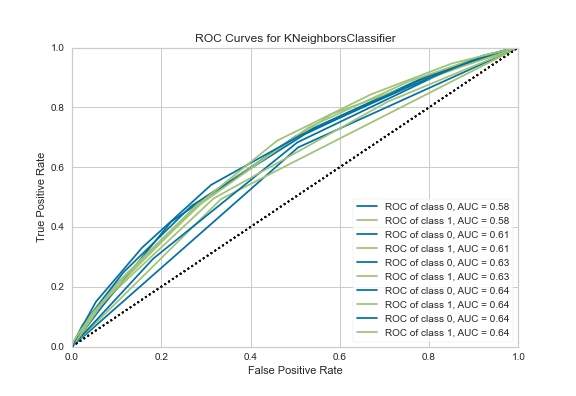 ROC Curves for KNeighborsClassifier
True Positive Rate
1.0
0.8
0.6
0.4
0.2
0.0
ROC of class 0, AUC = 0.58
ROC of class 1, AUC = 0.58
ROC of class 0, AUC = 0.61
ROC of class 1, AUC = 0.61
ROC of class 0, AUC = 0.63
ROC of class 1, AUC = 0.63
ROC of class 0, AUC = 0.64
ROC of class 1, AUC = 0.64
ROC of class 0, AUC = 0.64
ROC of class 1, AUC = 0.64
0.0 0.2 0.4 0.6 0.8 1.0
False Positive Rate